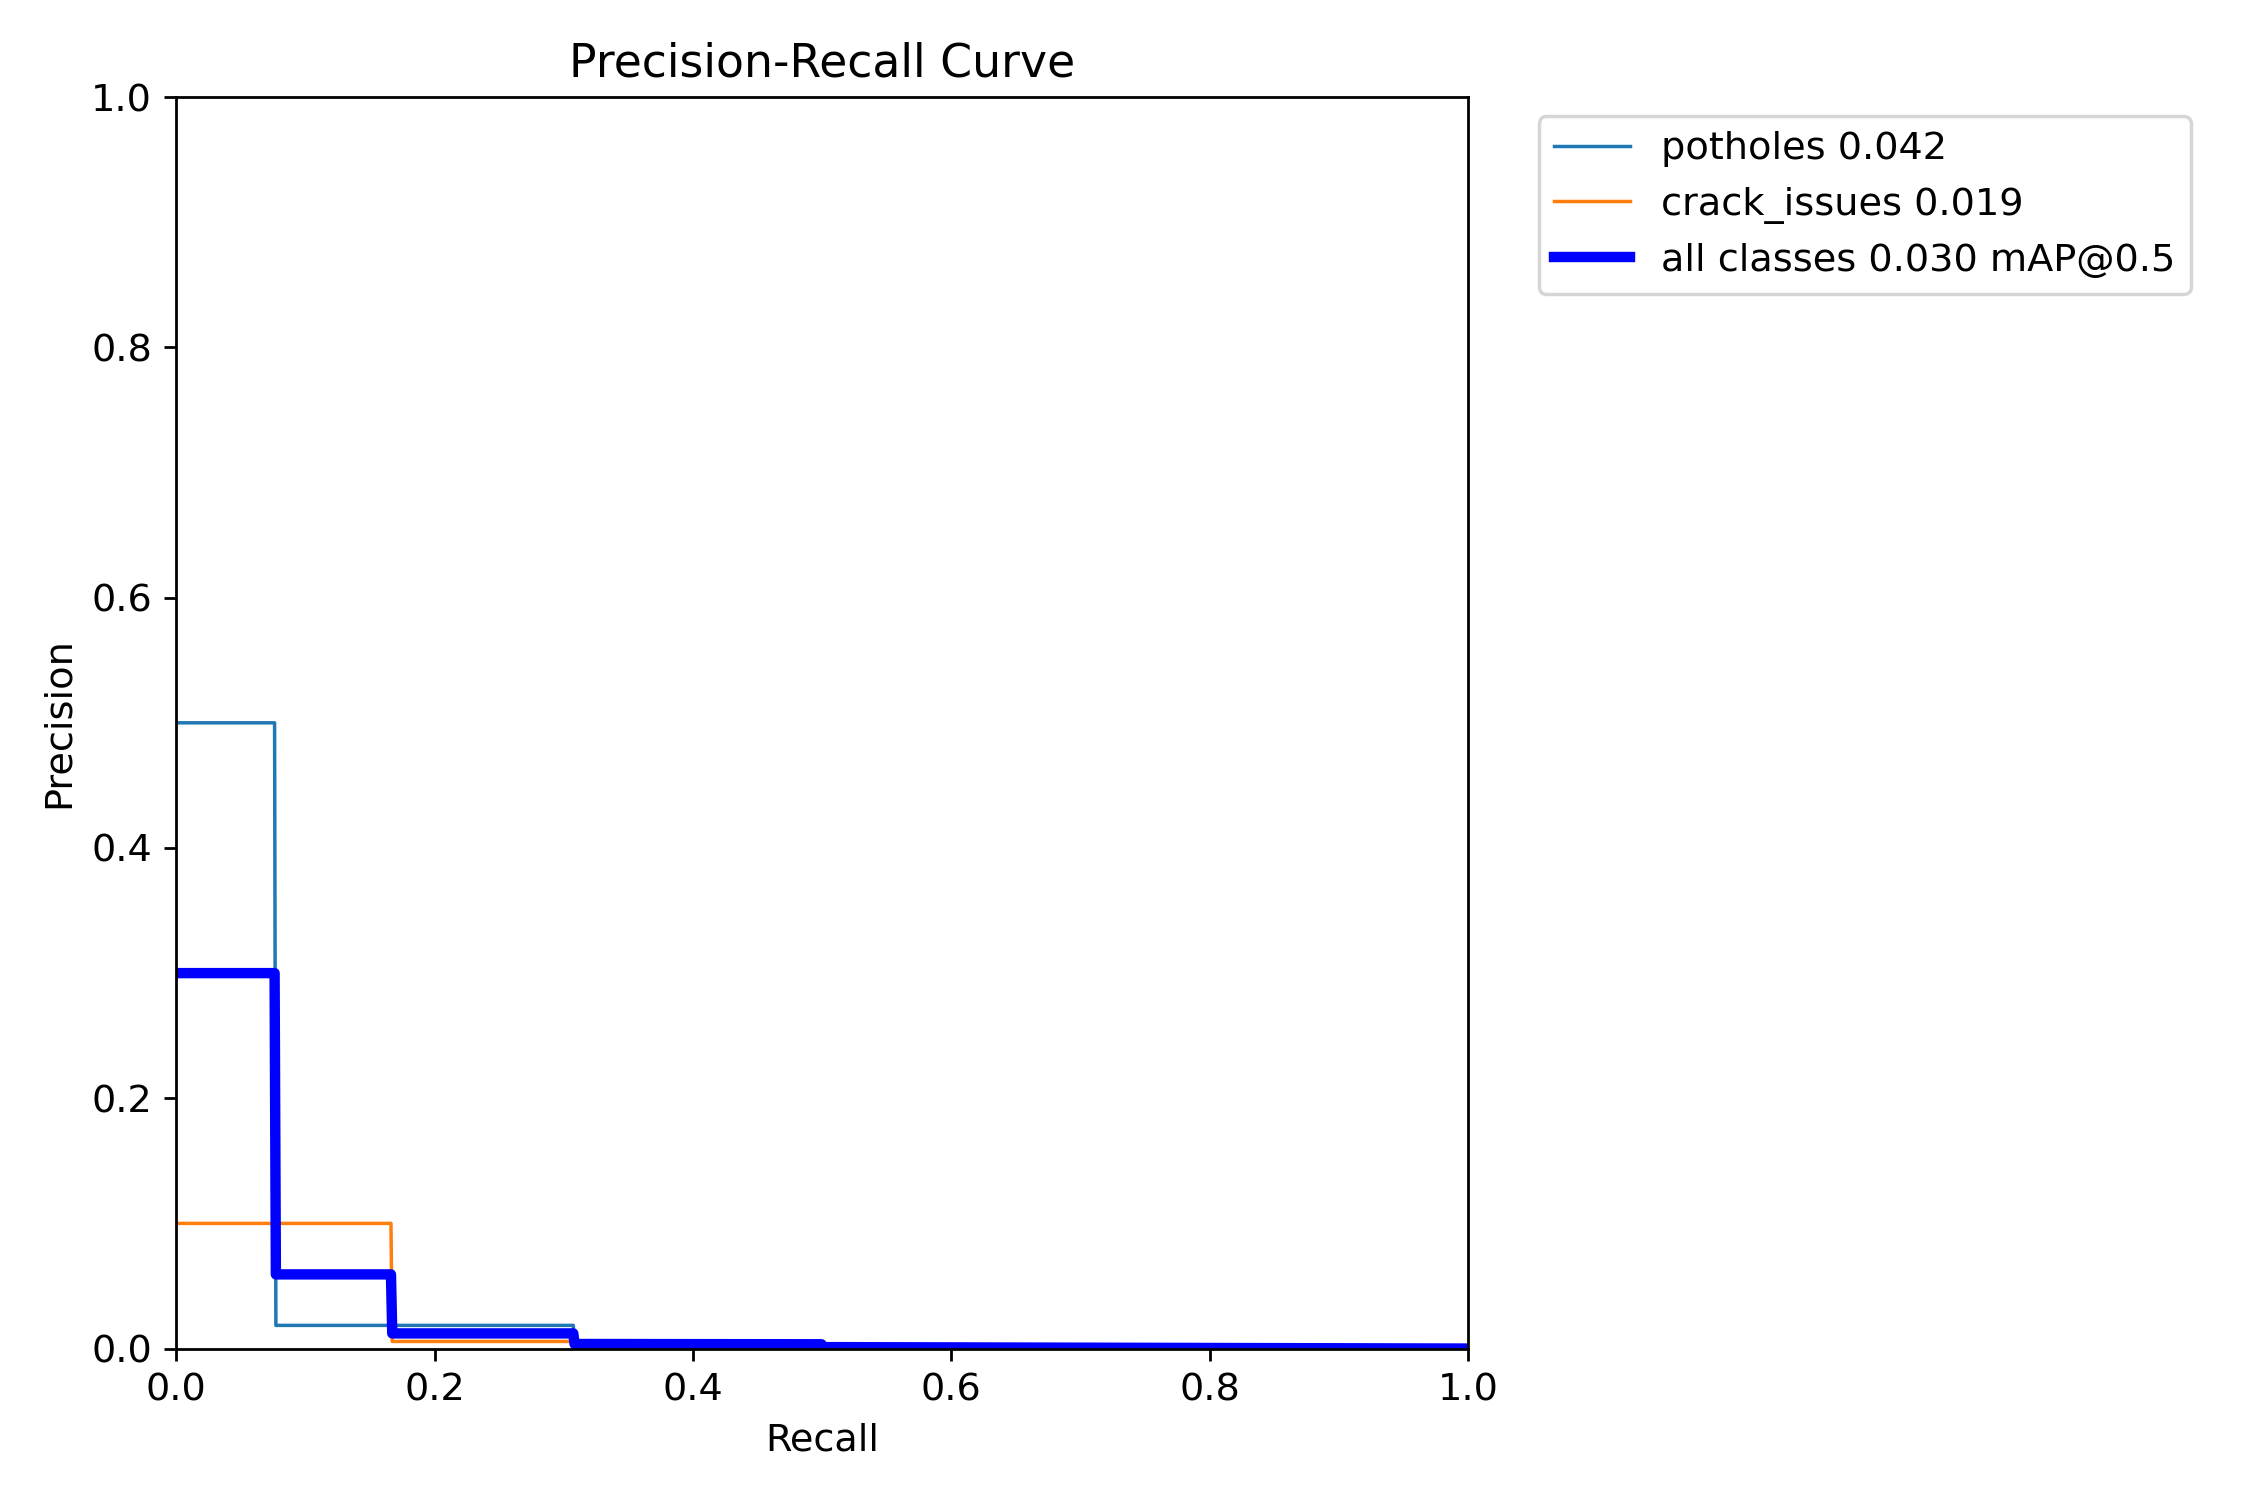 Precision-Recall Curve
1.0
0.8
0.6
0.4
0.2
0.0
Precision
0.0 0.2 0.4 0.6 0.8 1.0
Recall
potholes 0.042
crack_issues 0.019
all classes 0.030 mAP@0.5